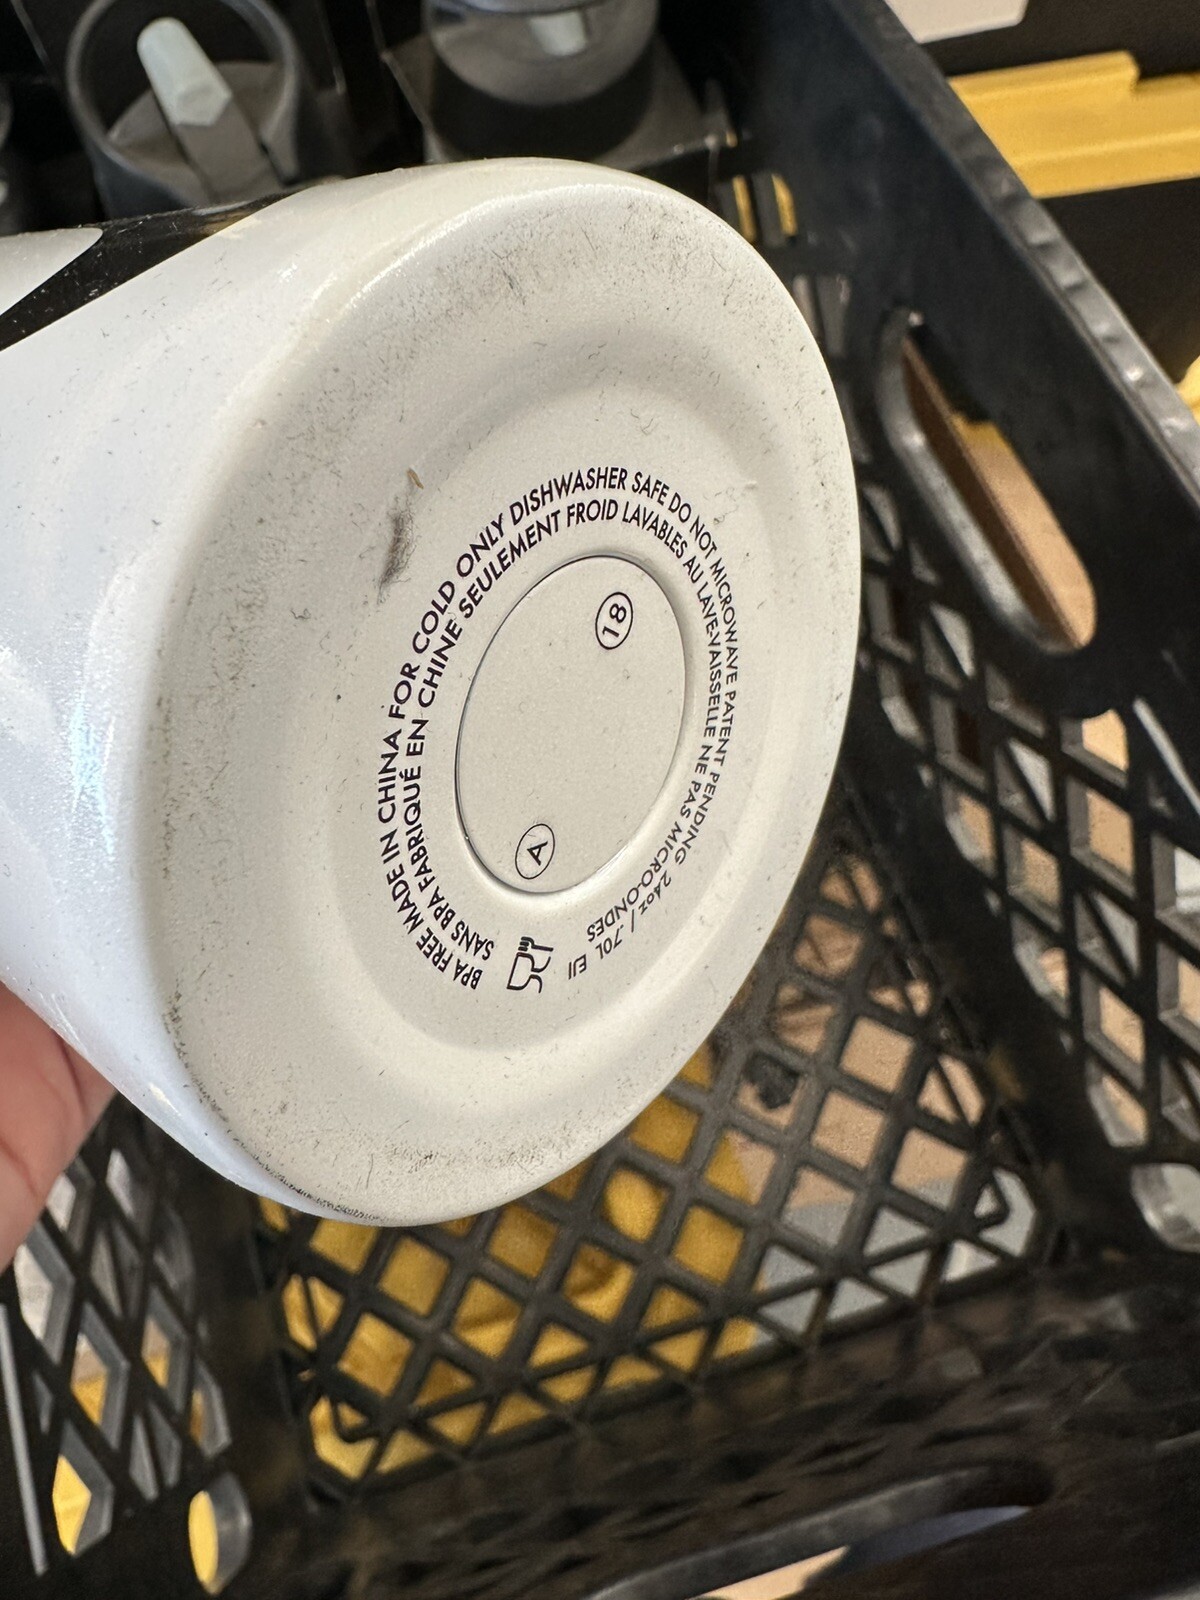 BPA FREE MADE IN CHINA FOR COLD ONLY DISHWASHER SAFE DO NOT MICROWAVE PATENT PENDING 24oz / .70L EJI
SANS BPA FABRIQUÉ EN CHINE SEULEMENT FROID LAVABLES AU LAVE-VAISSELLE NE PAS MICRO-ONDES
18
A